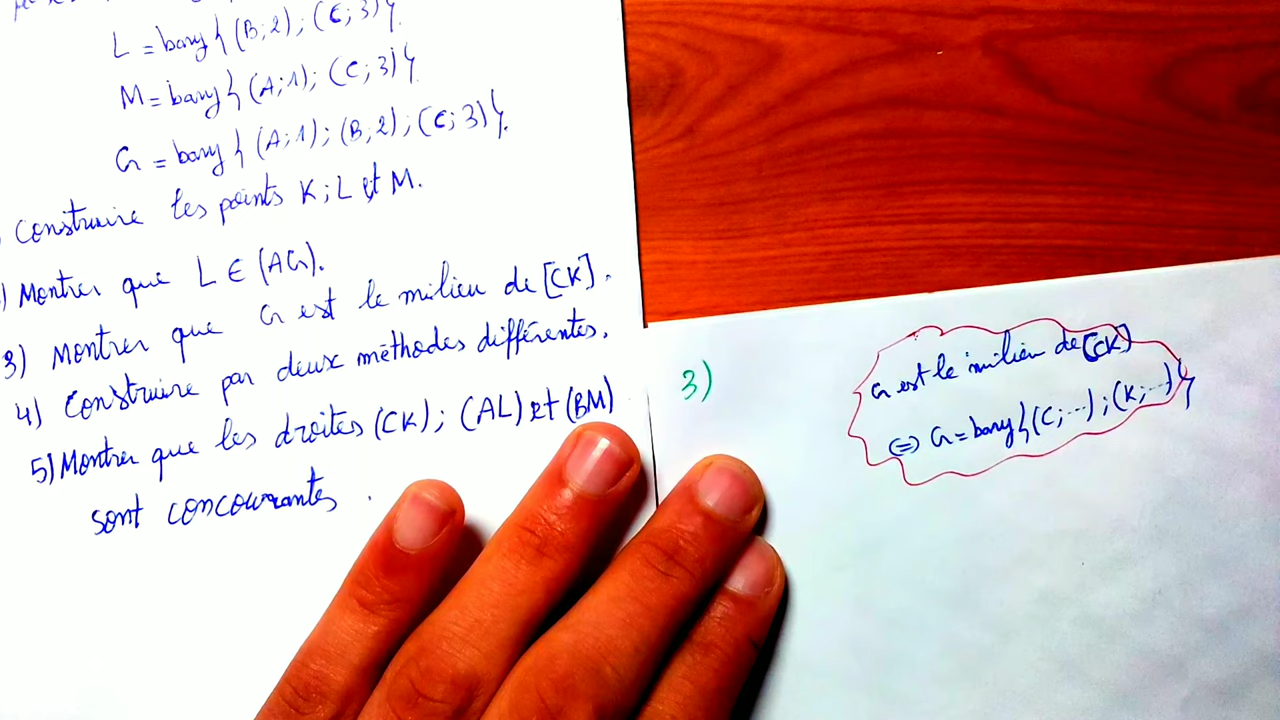 L = bary { (B;2) ; (C;3) }.
M = bary { (A;1) ; (C;3) }
G = bary { (A;1) ; (B;2) ; (C;3) }.
Construire les points K ; L et M.
) Montrer que L ∈ (AG).
3) Montrer que G est le milieu de [CK].
4) Construire par deux méthodes différentes.
5) Montrer que les droites (CK) ; (AL) et (BM)
sont concourantes.
3)
G est le milieu de [CK]
⇔ G = bary { (C;...) ; (K;...) }